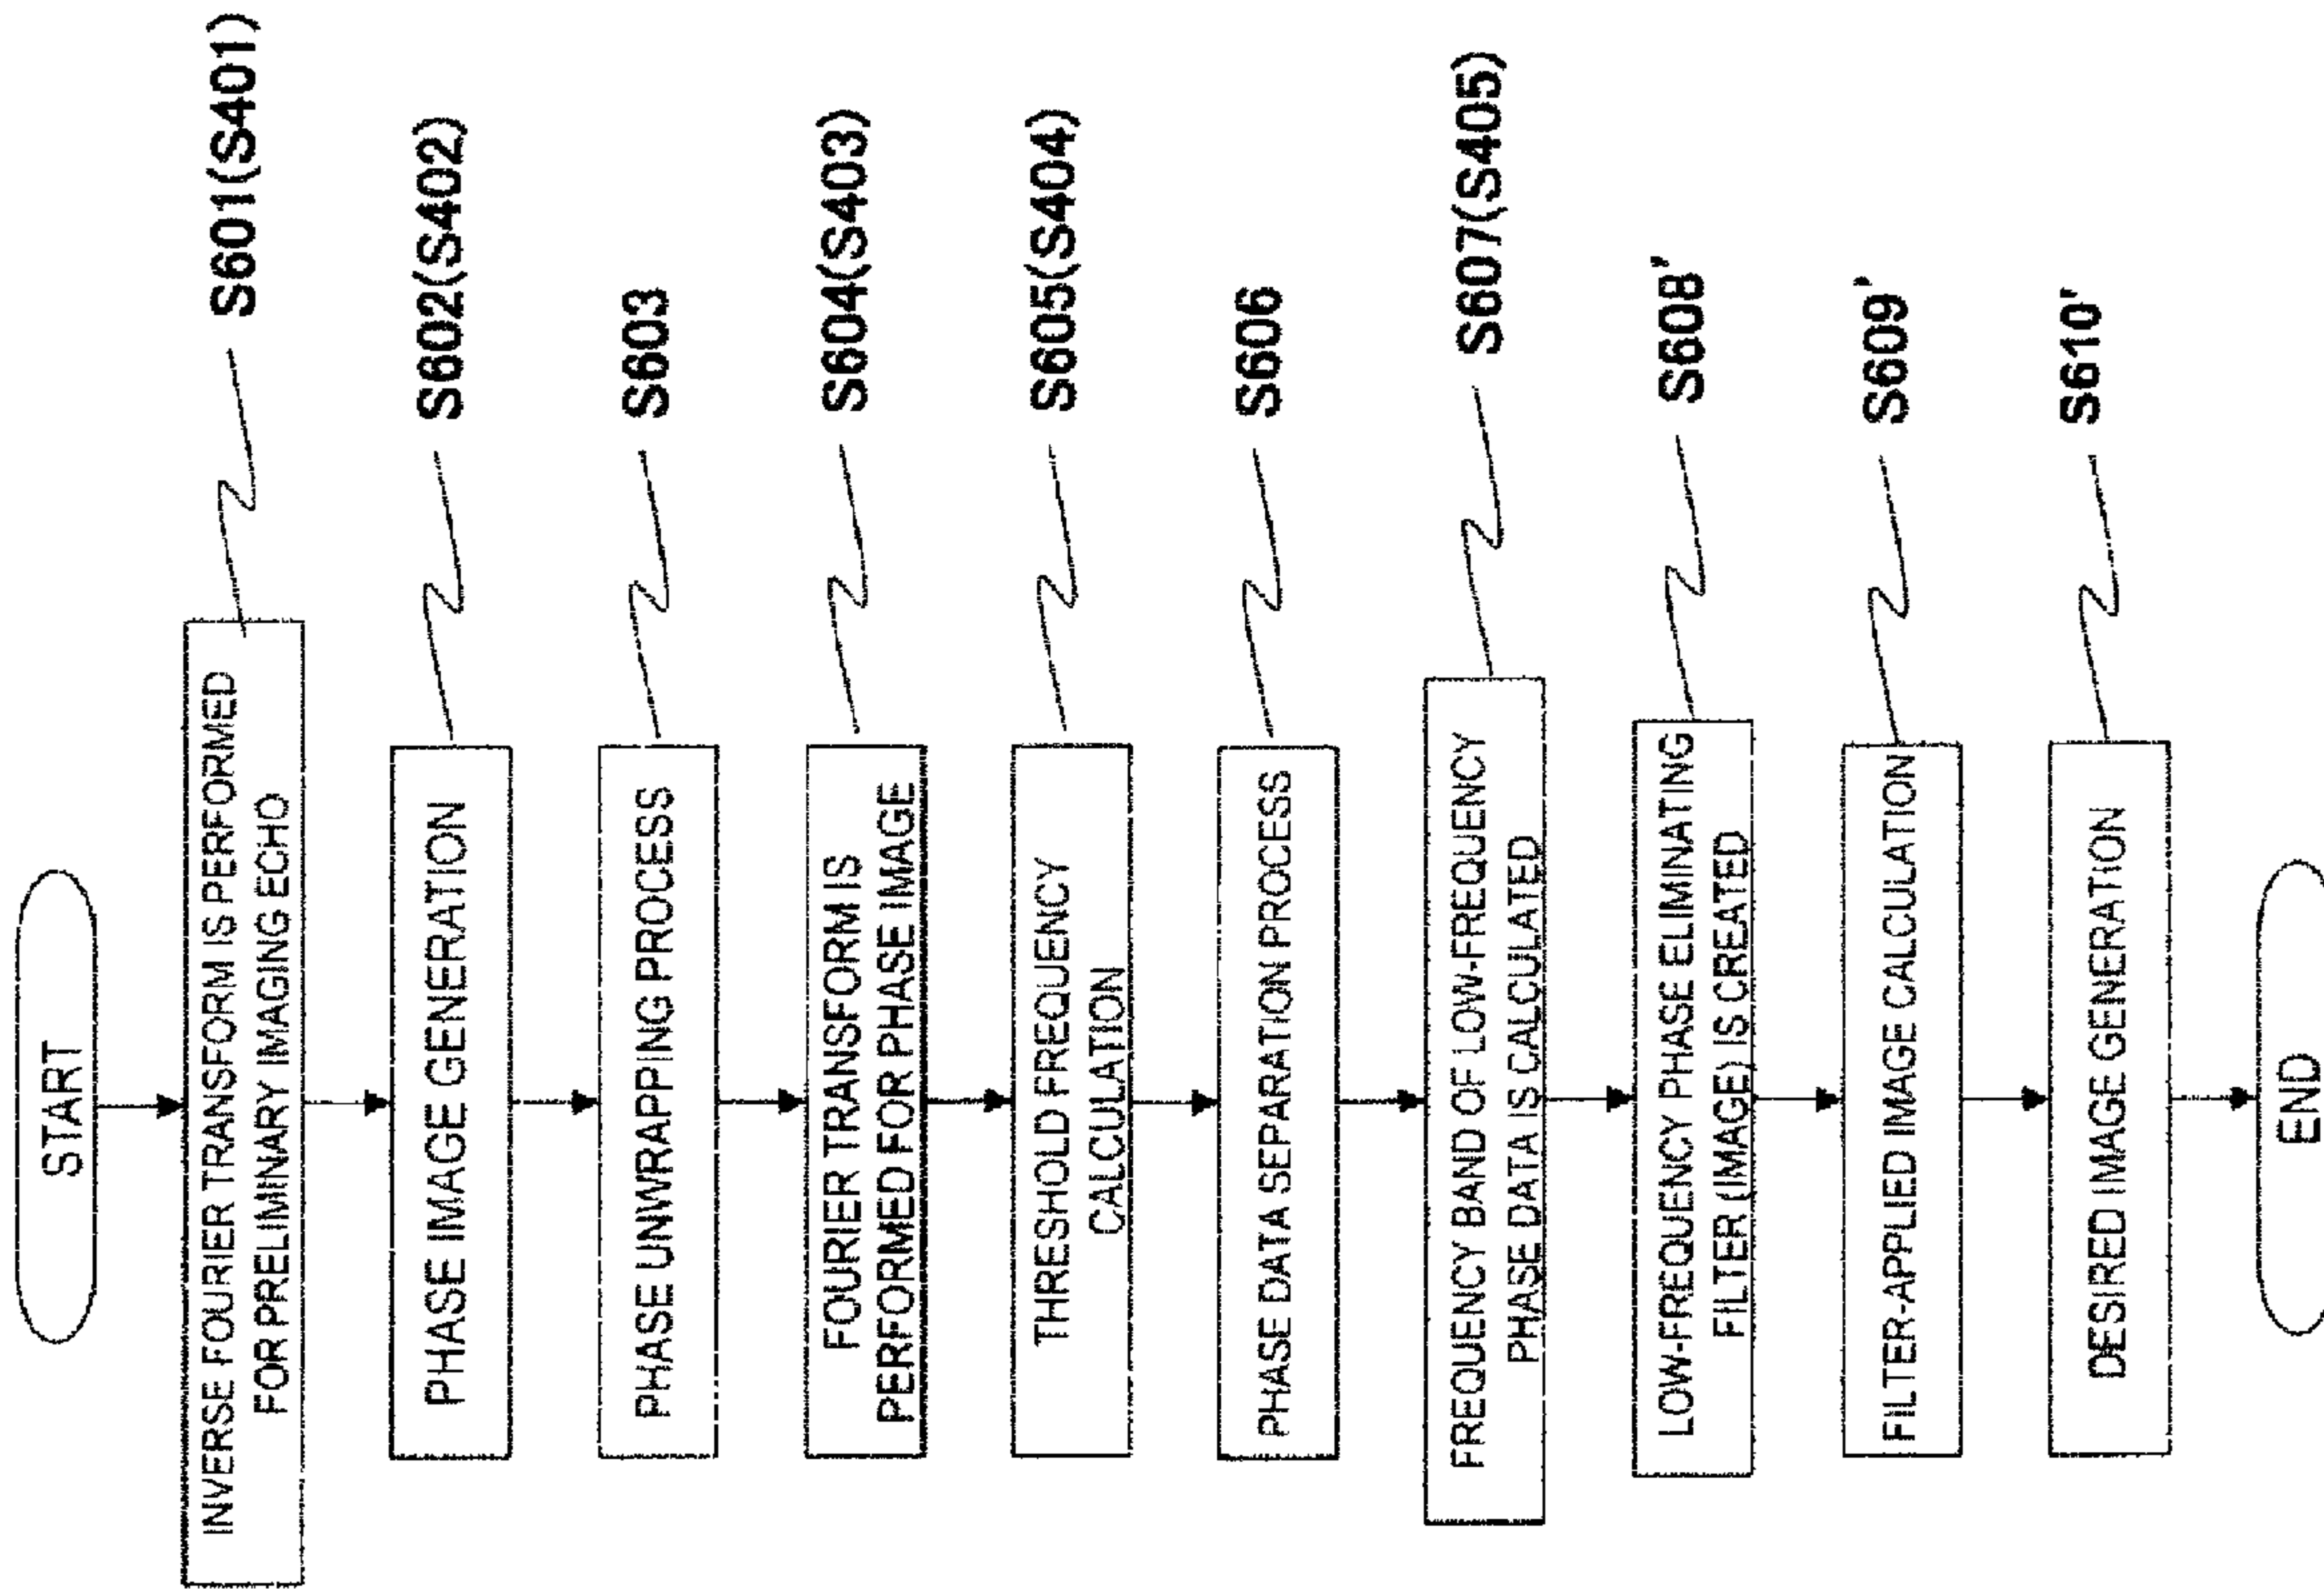 START
INVERSE FOURIER TRANSFORM IS PERFORMED
FOR PRELIMINARY IMAGING ECHO
S601(S401)
PHASE IMAGE GENERATION
S602(S402)
PHASE UNWRAPPING PROCESS
S603
FOURIER TRANSFORM IS
PERFORMED FOR PHASE IMAGE
S604(S403)
THRESHOLD FREQUENCY
CALCULATION
S605(S404)
PHASE DATA SEPARATION PROCESS
S606
FREQUENCY BAND OF LOW-FREQUENCY
PHASE DATA IS CALCULATED
S607(S405)
LOW-FREQUENCY PHASE ELIMINATING
FILTER (IMAGE) IS CREATED
S608'
FILTER-APPLIED IMAGE CALCULATION
S609'
DESIRED IMAGE GENERATION
S610'
END